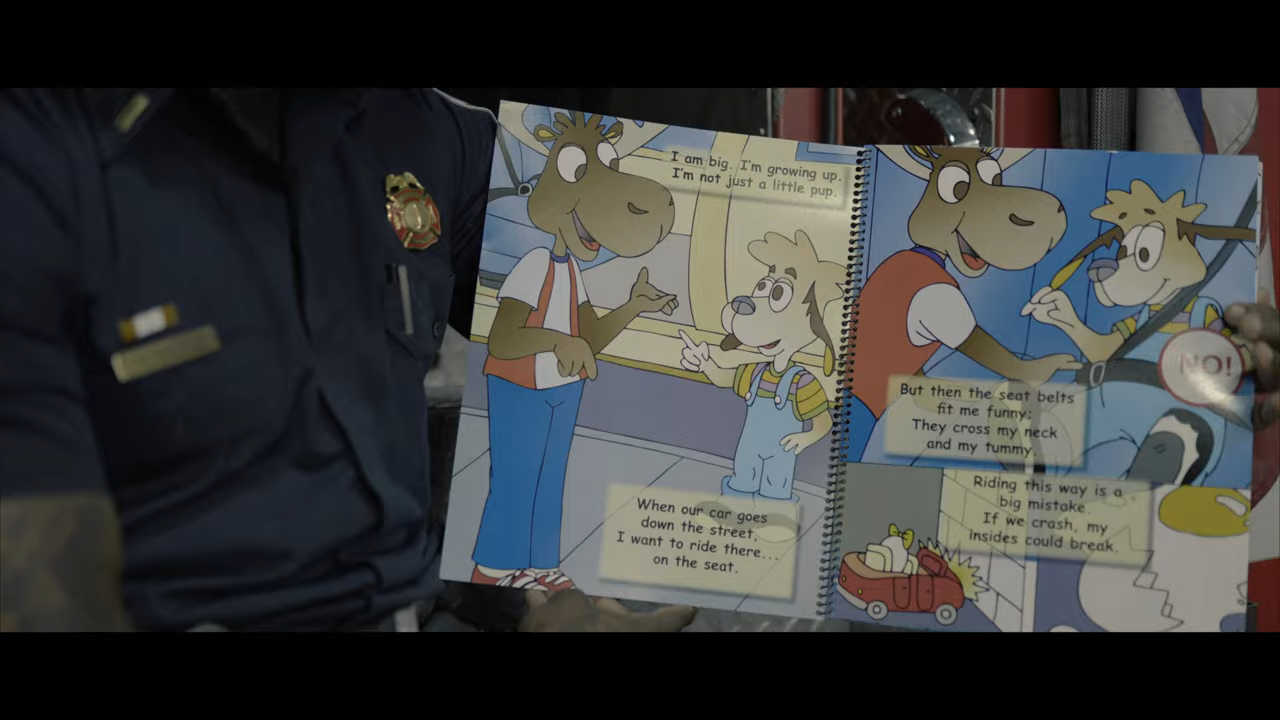 I am big. I'm growing up.
I'm not just a little pup.
When our car goes
down the street,
I want to ride there...
on the seat.
But then the seat belts
fit me funny:
They cross my neck
and my tummy.
NO!
Riding this way is a
big mistake.
If we crash, my
insides could break.